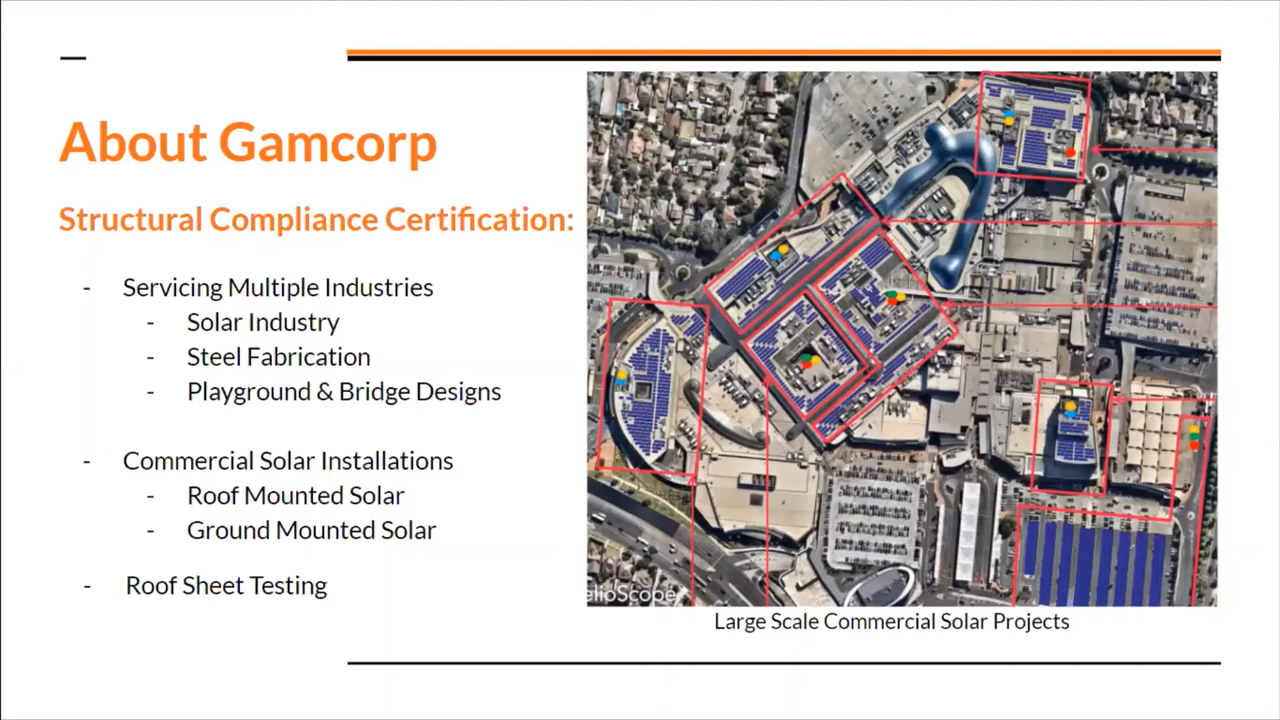 About Gamcorp
Structural Compliance Certification:
- Servicing Multiple Industries
- Solar Industry
- Steel Fabrication
- Playground & Bridge Designs
- Commercial Solar Installations
- Roof Mounted Solar
- Ground Mounted Solar
- Roof Sheet Testing
elioScope
Large Scale Commercial Solar Projects